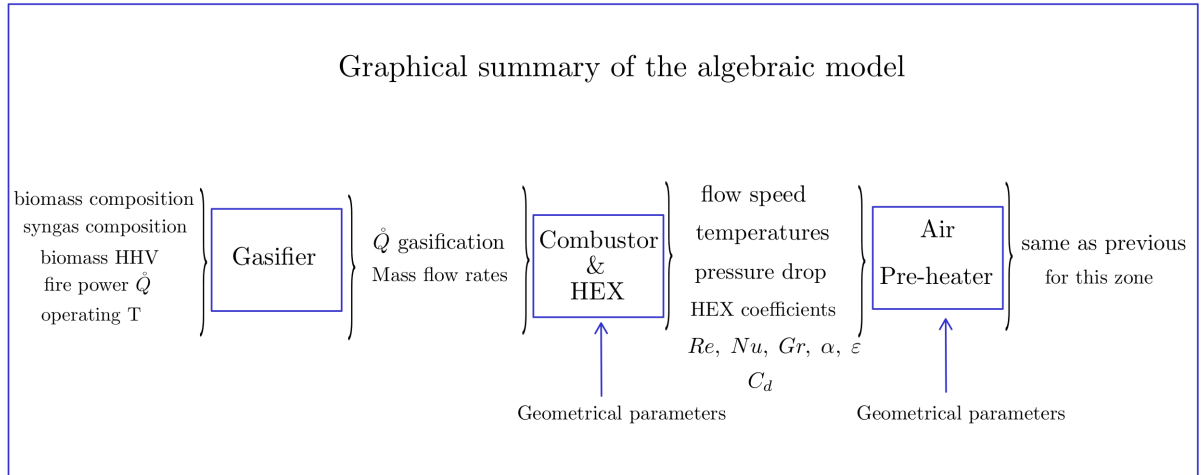 Graphical summary of the algebraic model
biomass composition
syngas composition
biomass HHV
fire power Q̊
operating T
Gasifier
Q̊ gasification
Mass flow rates
Combustor
&
HEX
Geometrical parameters
flow speed
temperatures
pressure drop
HEX coefficients
Re, Nu, Gr, α, ε
C_d
Air
Pre-heater
Geometrical parameters
same as previous
for this zone